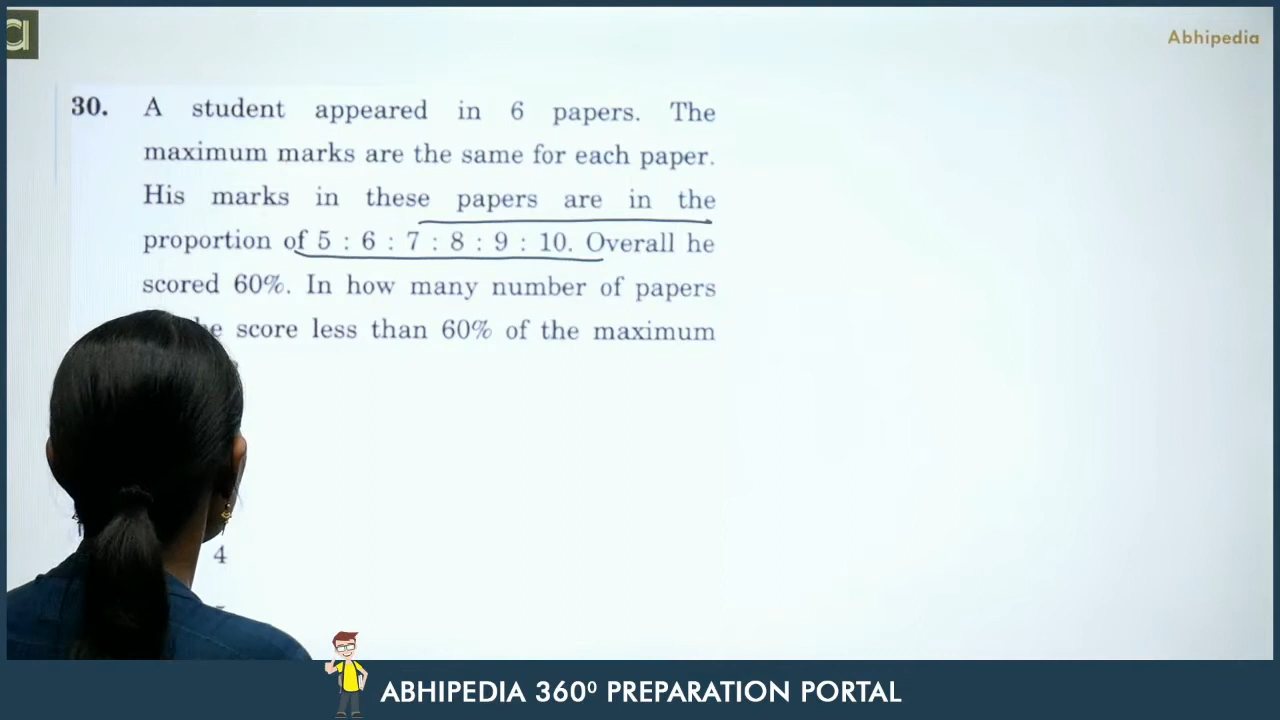 a
Abhipedia
30. A student appeared in 6 papers. The
maximum marks are the same for each paper.
His marks in these papers are in the
proportion of 5 : 6 : 7 : 8 : 9 : 10. Overall he
scored 60%. In how many number of papers
score less than 60% of the maximum
4
ABHIPEDIA 360⁰ PREPARATION PORTAL